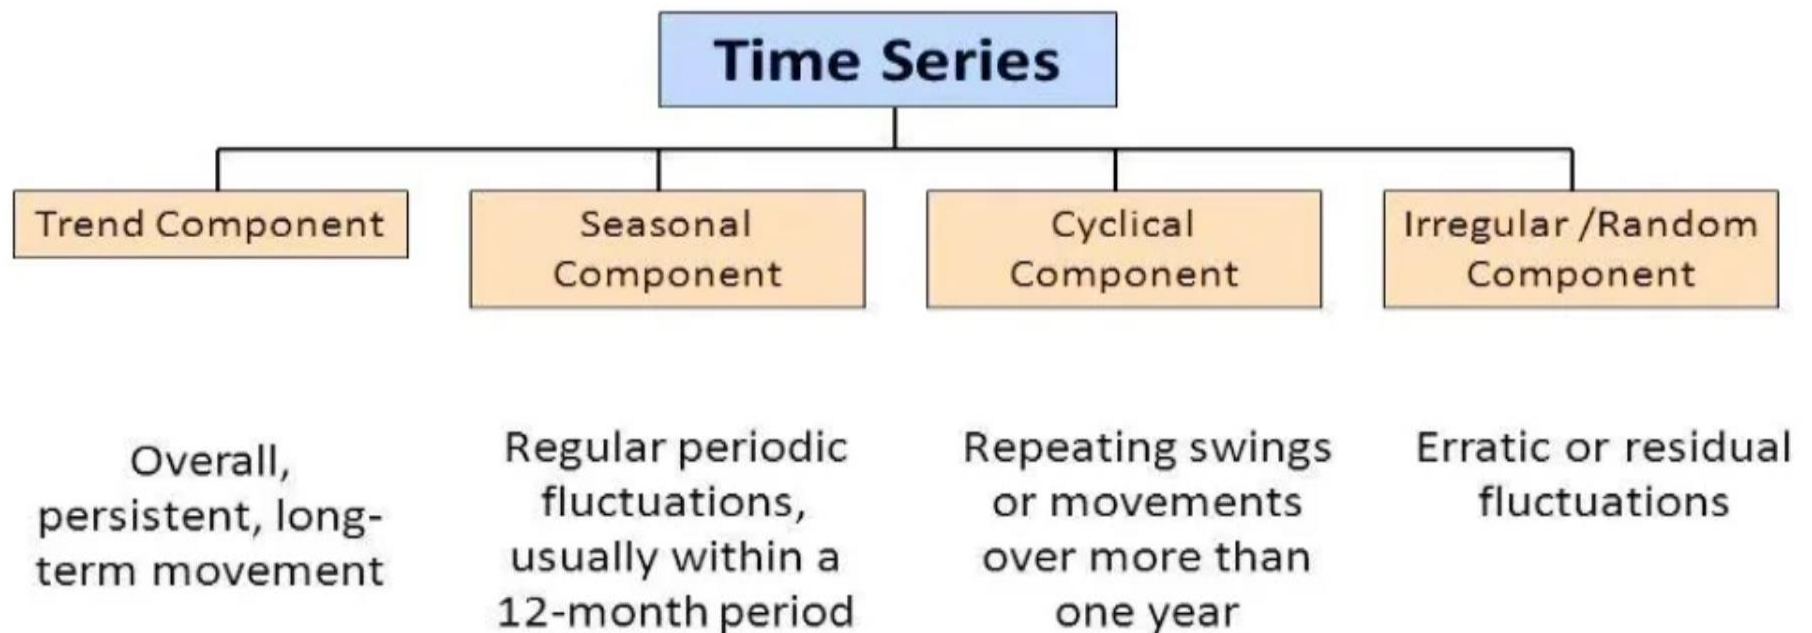 Time Series
Trend Component
Seasonal
Component
Cyclical
Component
Irregular /Random
Component
Overall,
persistent, long-
term movement
Regular periodic
fluctuations,
usually within a
12-month period
Repeating swings
or movements
over more than
one year
Erratic or residual
fluctuations